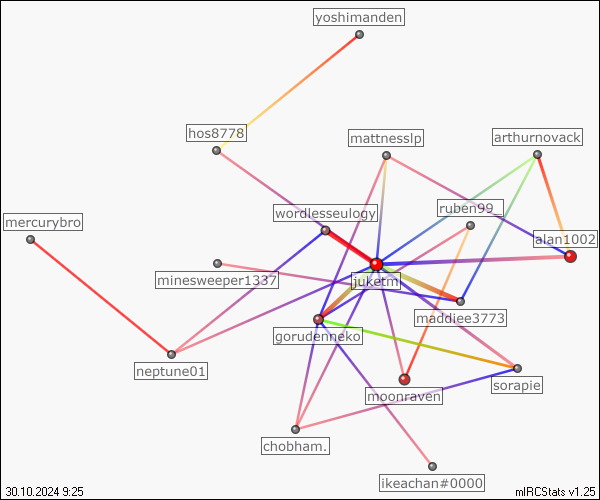 yoshimanden
hos8778
mattnesslp
arthurnovack
mercurybro
wordlesseulogy
ruben99_
alan1002
minesweeper1337
juketm
maddiee3773
gorudenneko
neptune01
moonraven
sorapie
chobham.
ikeachan#0000
30.10.2024 9:25
mIRCStats v1.25